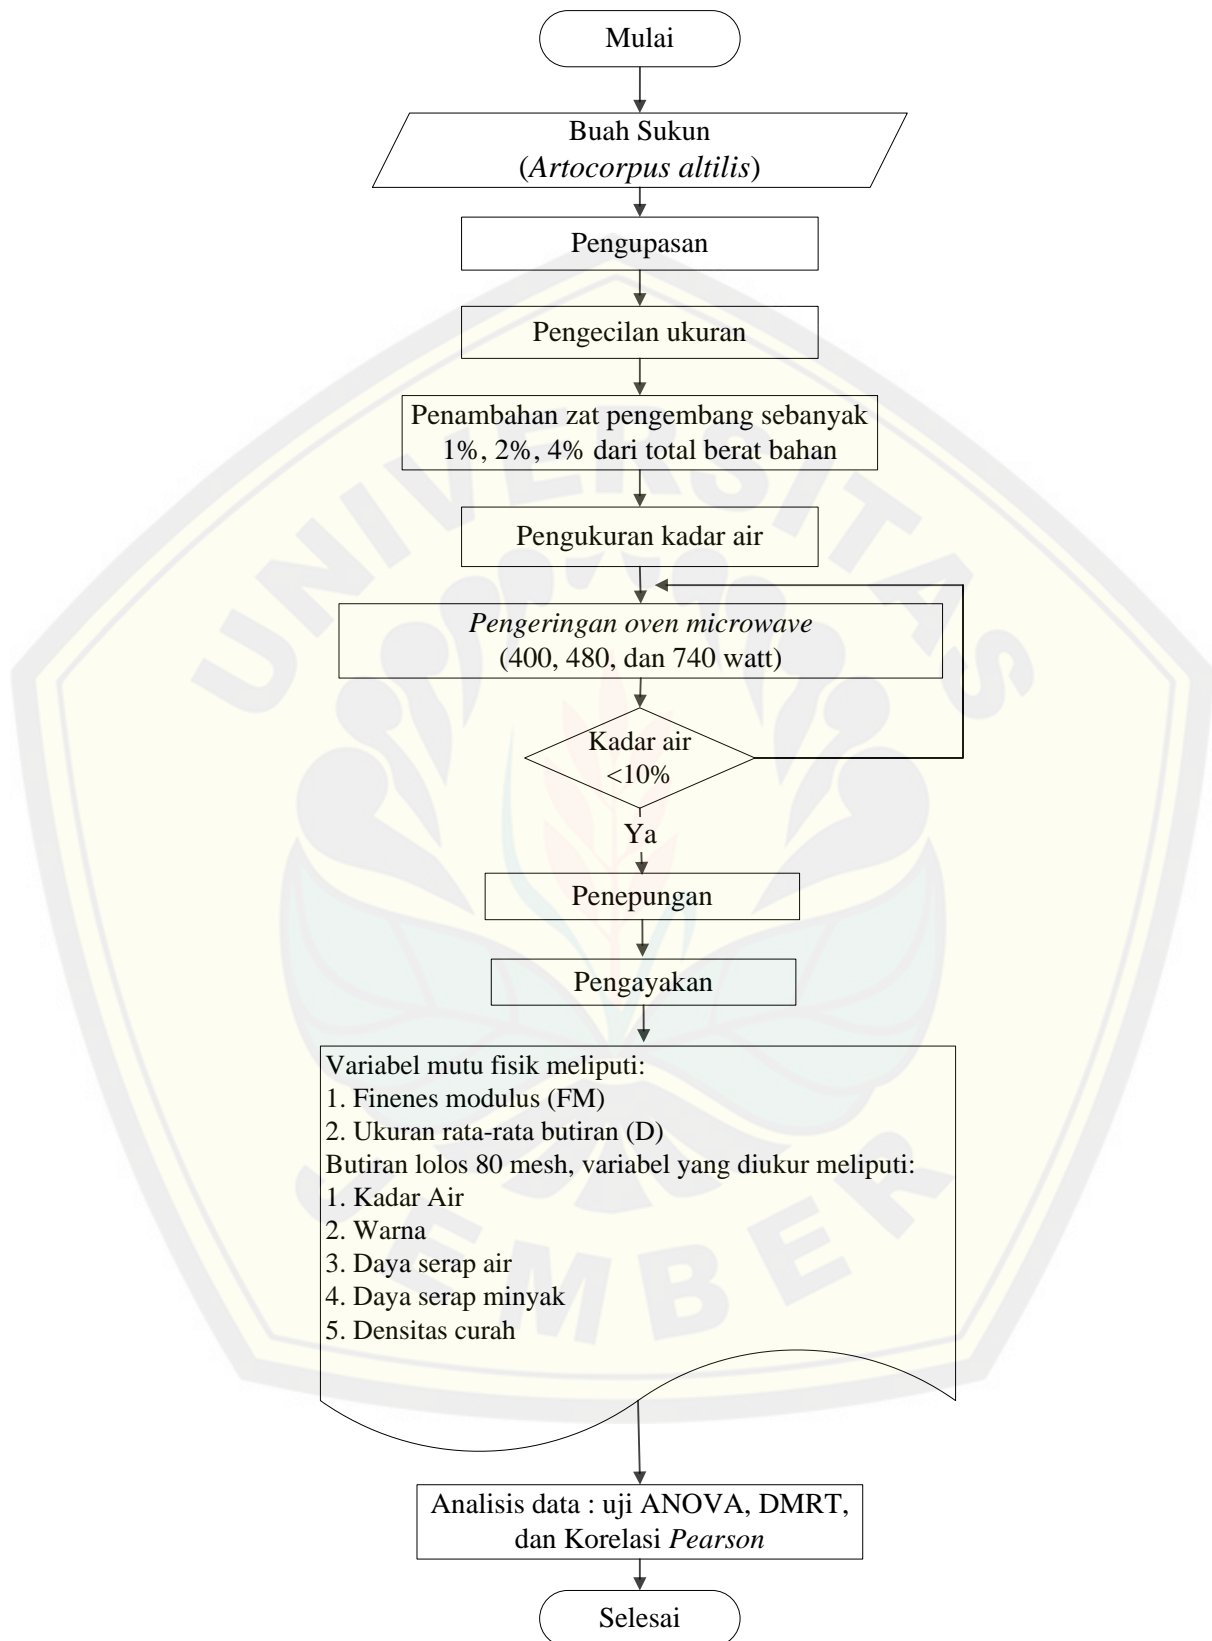 Mulai
Buah Sukun
(Artocorpus altilis)
Pengupasan
Pengecilan ukuran
Penambahan zat pengembang sebanyak
1%, 2%, 4% dari total berat bahan
Pengukuran kadar air
Pengeringan oven microwave
(400, 480, dan 740 watt)
Kadar air
<10%
Ya
Penepungan
Pengayakan
Variabel mutu fisik meliputi:
1. Finenes modulus (FM)
2. Ukuran rata-rata butiran (D)
Butiran lolos 80 mesh, variabel yang diukur meliputi:
1. Kadar Air
2. Warna
3. Daya serap air
4. Daya serap minyak
5. Densitas curah
Analisis data : uji ANOVA, DMRT,
dan Korelasi Pearson
Selesai
UNIVERSITAS
JEMBER